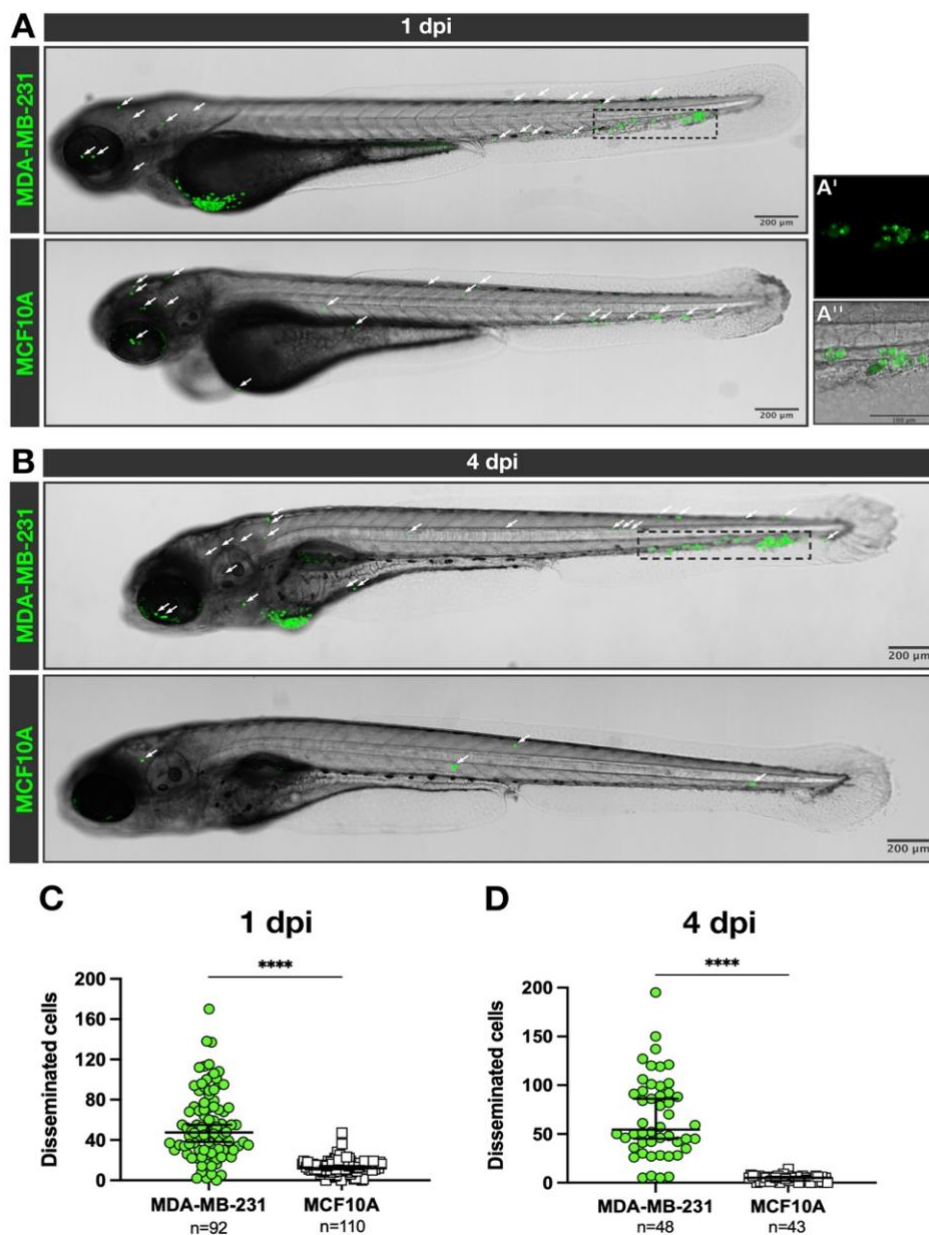 A
1 dpi
MDA-MB-231
200 µm
A'
MCF10A
200 µm
A''
100 µm
B
4 dpi
MDA-MB-231
200 µm
MCF10A
200 µm
C
1 dpi
****
Disseminated cells
200
160
120
80
40
0
MDA-MB-231
MCF10A
n=92
n=110
D
4 dpi
****
Disseminated cells
200
150
100
50
0
MDA-MB-231
MCF10A
n=48
n=43